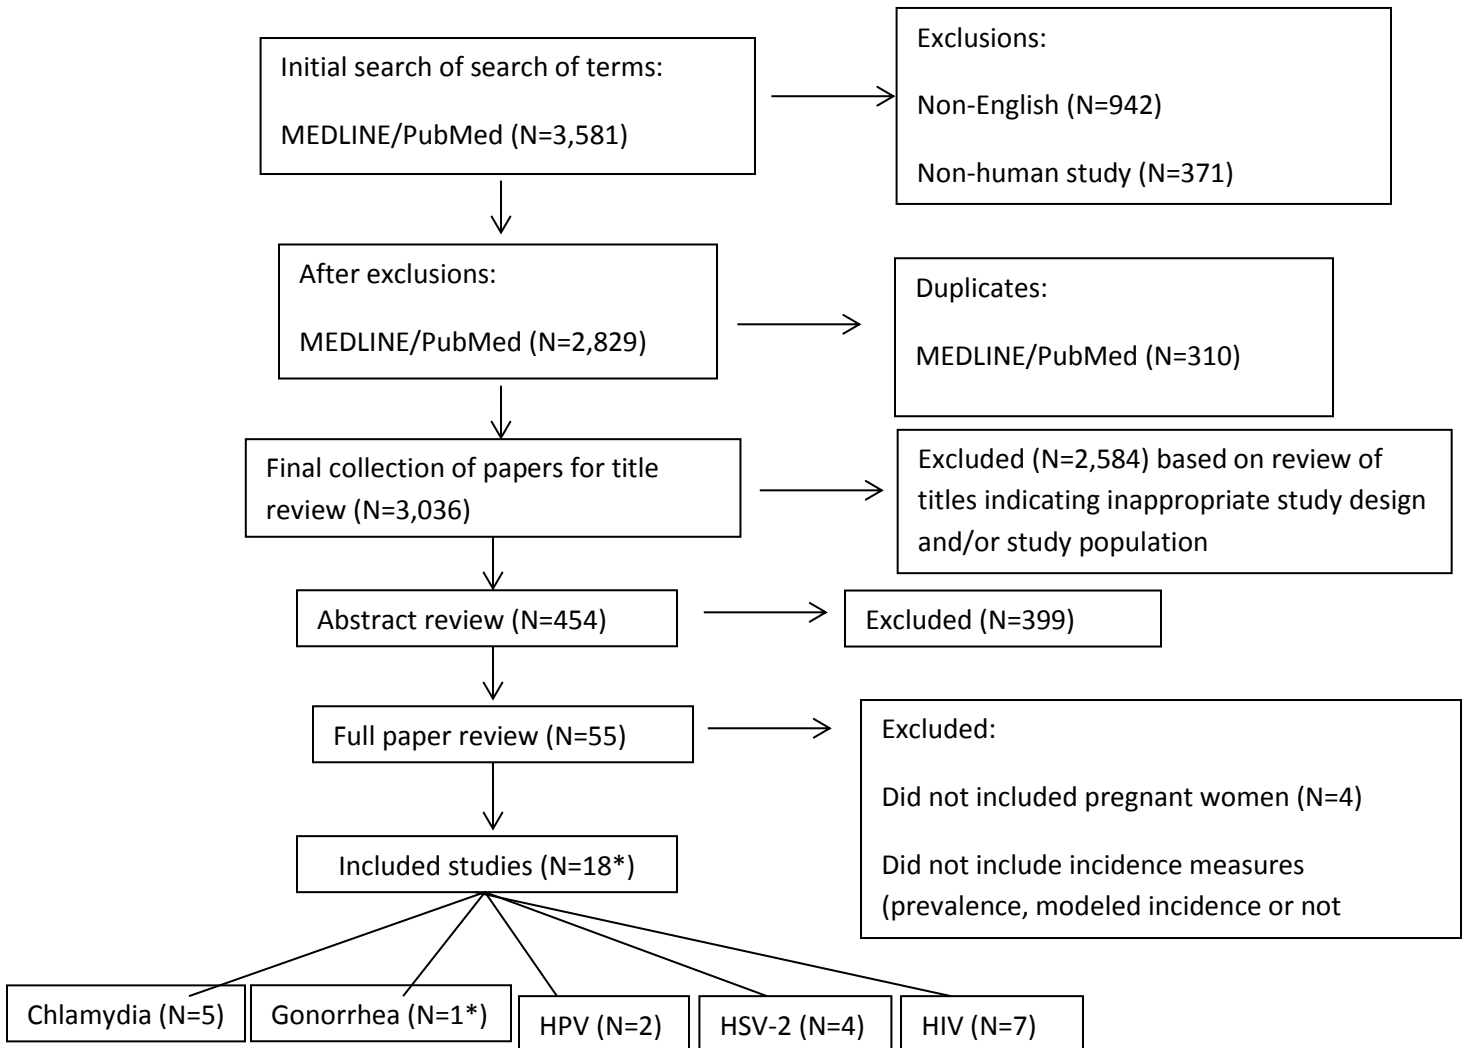 Initial search of search of terms:
MEDLINE/PubMed (N=3,581)
Exclusions:
Non-English (N=942)
Non-human study (N=371)
After exclusions:
MEDLINE/PubMed (N=2,829)
Duplicates:
MEDLINE/PubMed (N=310)
Final collection of papers for title
review (N=3,036)
Excluded (N=2,584) based on review of
titles indicating inappropriate study design
and/or study population
Abstract review (N=454)
Excluded (N=399)
Full paper review (N=55)
Excluded:
Did not included pregnant women (N=4)
Did not include incidence measures
(prevalence, modeled incidence or not
Included studies (N=18*)
Chlamydia (N=5)
Gonorrhea (N=1*)
HPV (N=2)
HSV-2 (N=4)
HIV (N=7)